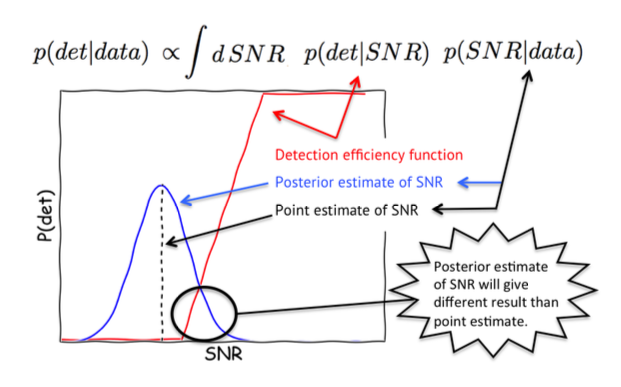 p(det|data) ∝ ∫ dSNR p(det|SNR) p(SNR|data)
Detection efficiency function
Posterior estimate of SNR
Point estimate of SNR
P(det)
Posterior estimate
of SNR will give
different result than
point estimate.
SNR